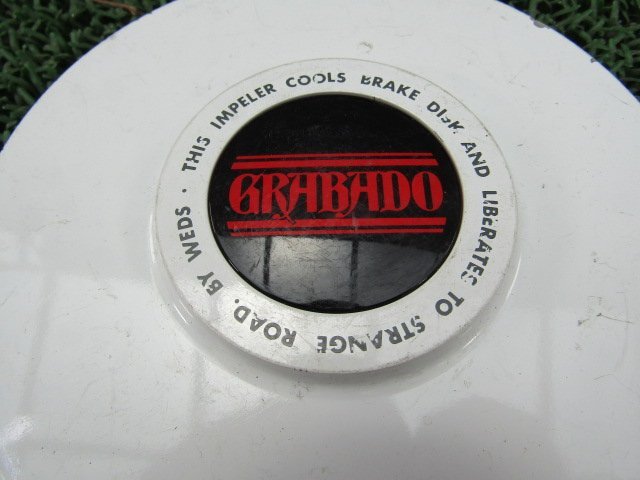 GRABADO
THIS IMPELER COOLS BRAKE DISK AND LIBERATES TO STRANGE ROAD. BY WEDS ·